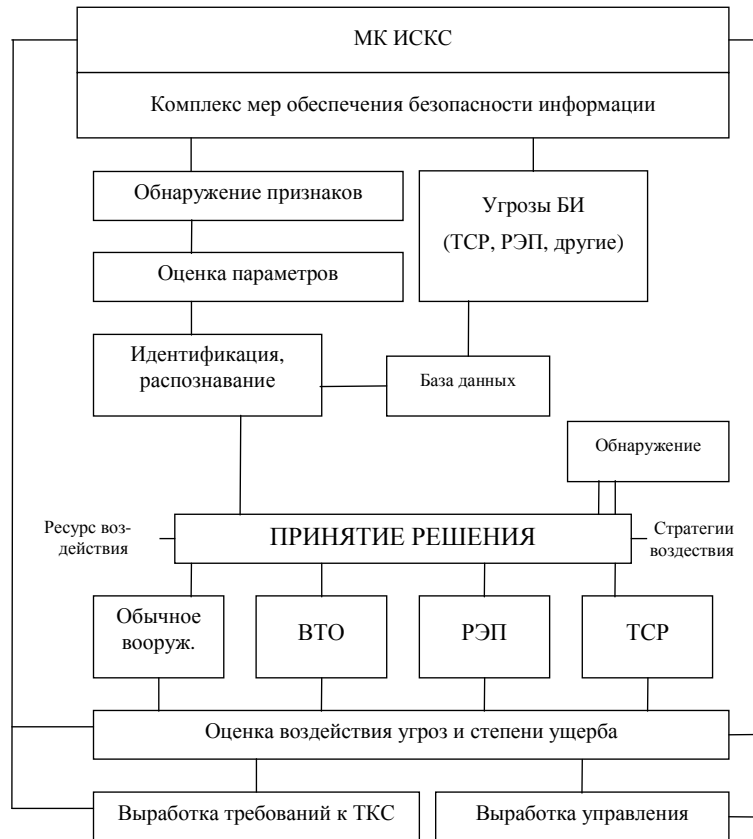 МК ИСКС
Комплекс мер обеспечения безопасности информации
Обнаружение признаков
Угрозы БИ
(ТСР, РЭП, другие)
Оценка параметров
Идентификация,
распознавание
База данных
Обнаружение
Ресурс воз-
действия
ПРИНЯТИЕ РЕШЕНИЯ
Стратегии
воздествия
Обычное
вооруж.
ВТО
РЭП
ТСР
Оценка воздействия угроз и степени ущерба
Выработка требований к ТКС
Выработка управления